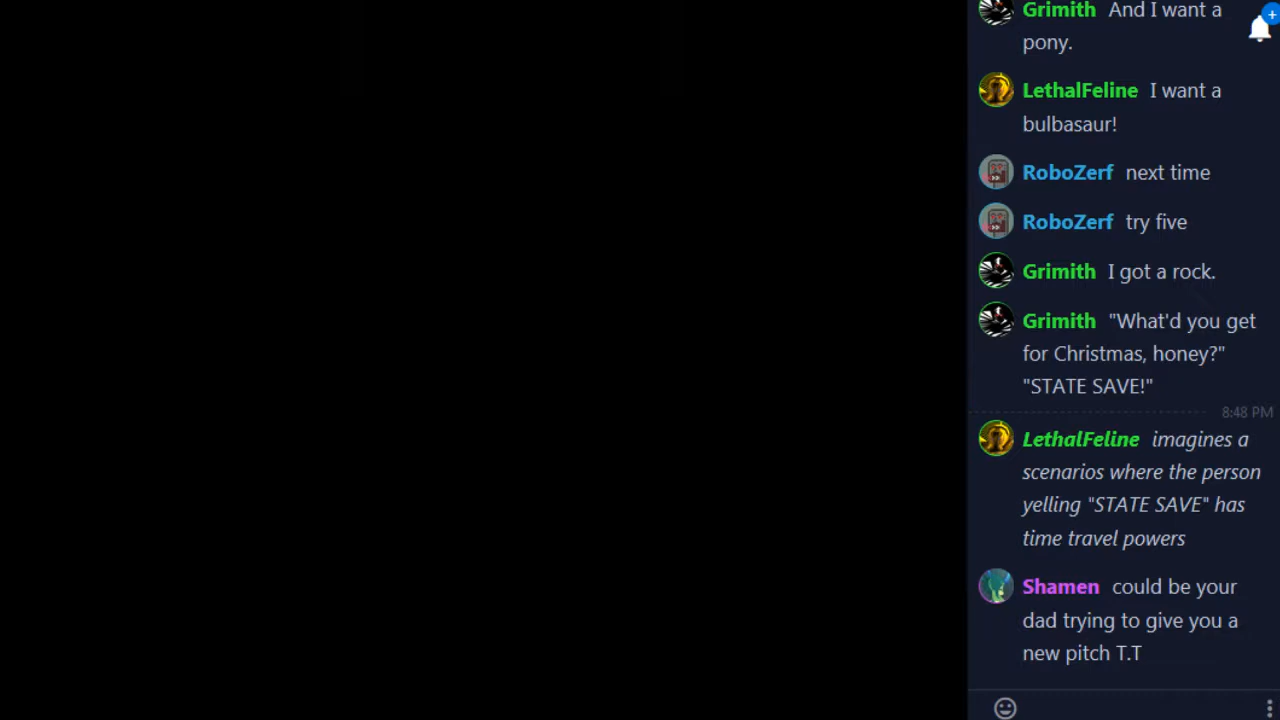 Grimith And I want a
pony.
LethalFeline I want a
bulbasaur!
RoboZerf next time
RoboZerf try five
Grimith I got a rock.
Grimith "What'd you get
for Christmas, honey?"
"STATE SAVE!"
8:48 PM
LethalFeline imagines a
scenarios where the person
yelling "STATE SAVE" has
time travel powers
Shamen could be your
dad trying to give you a
new pitch T.T